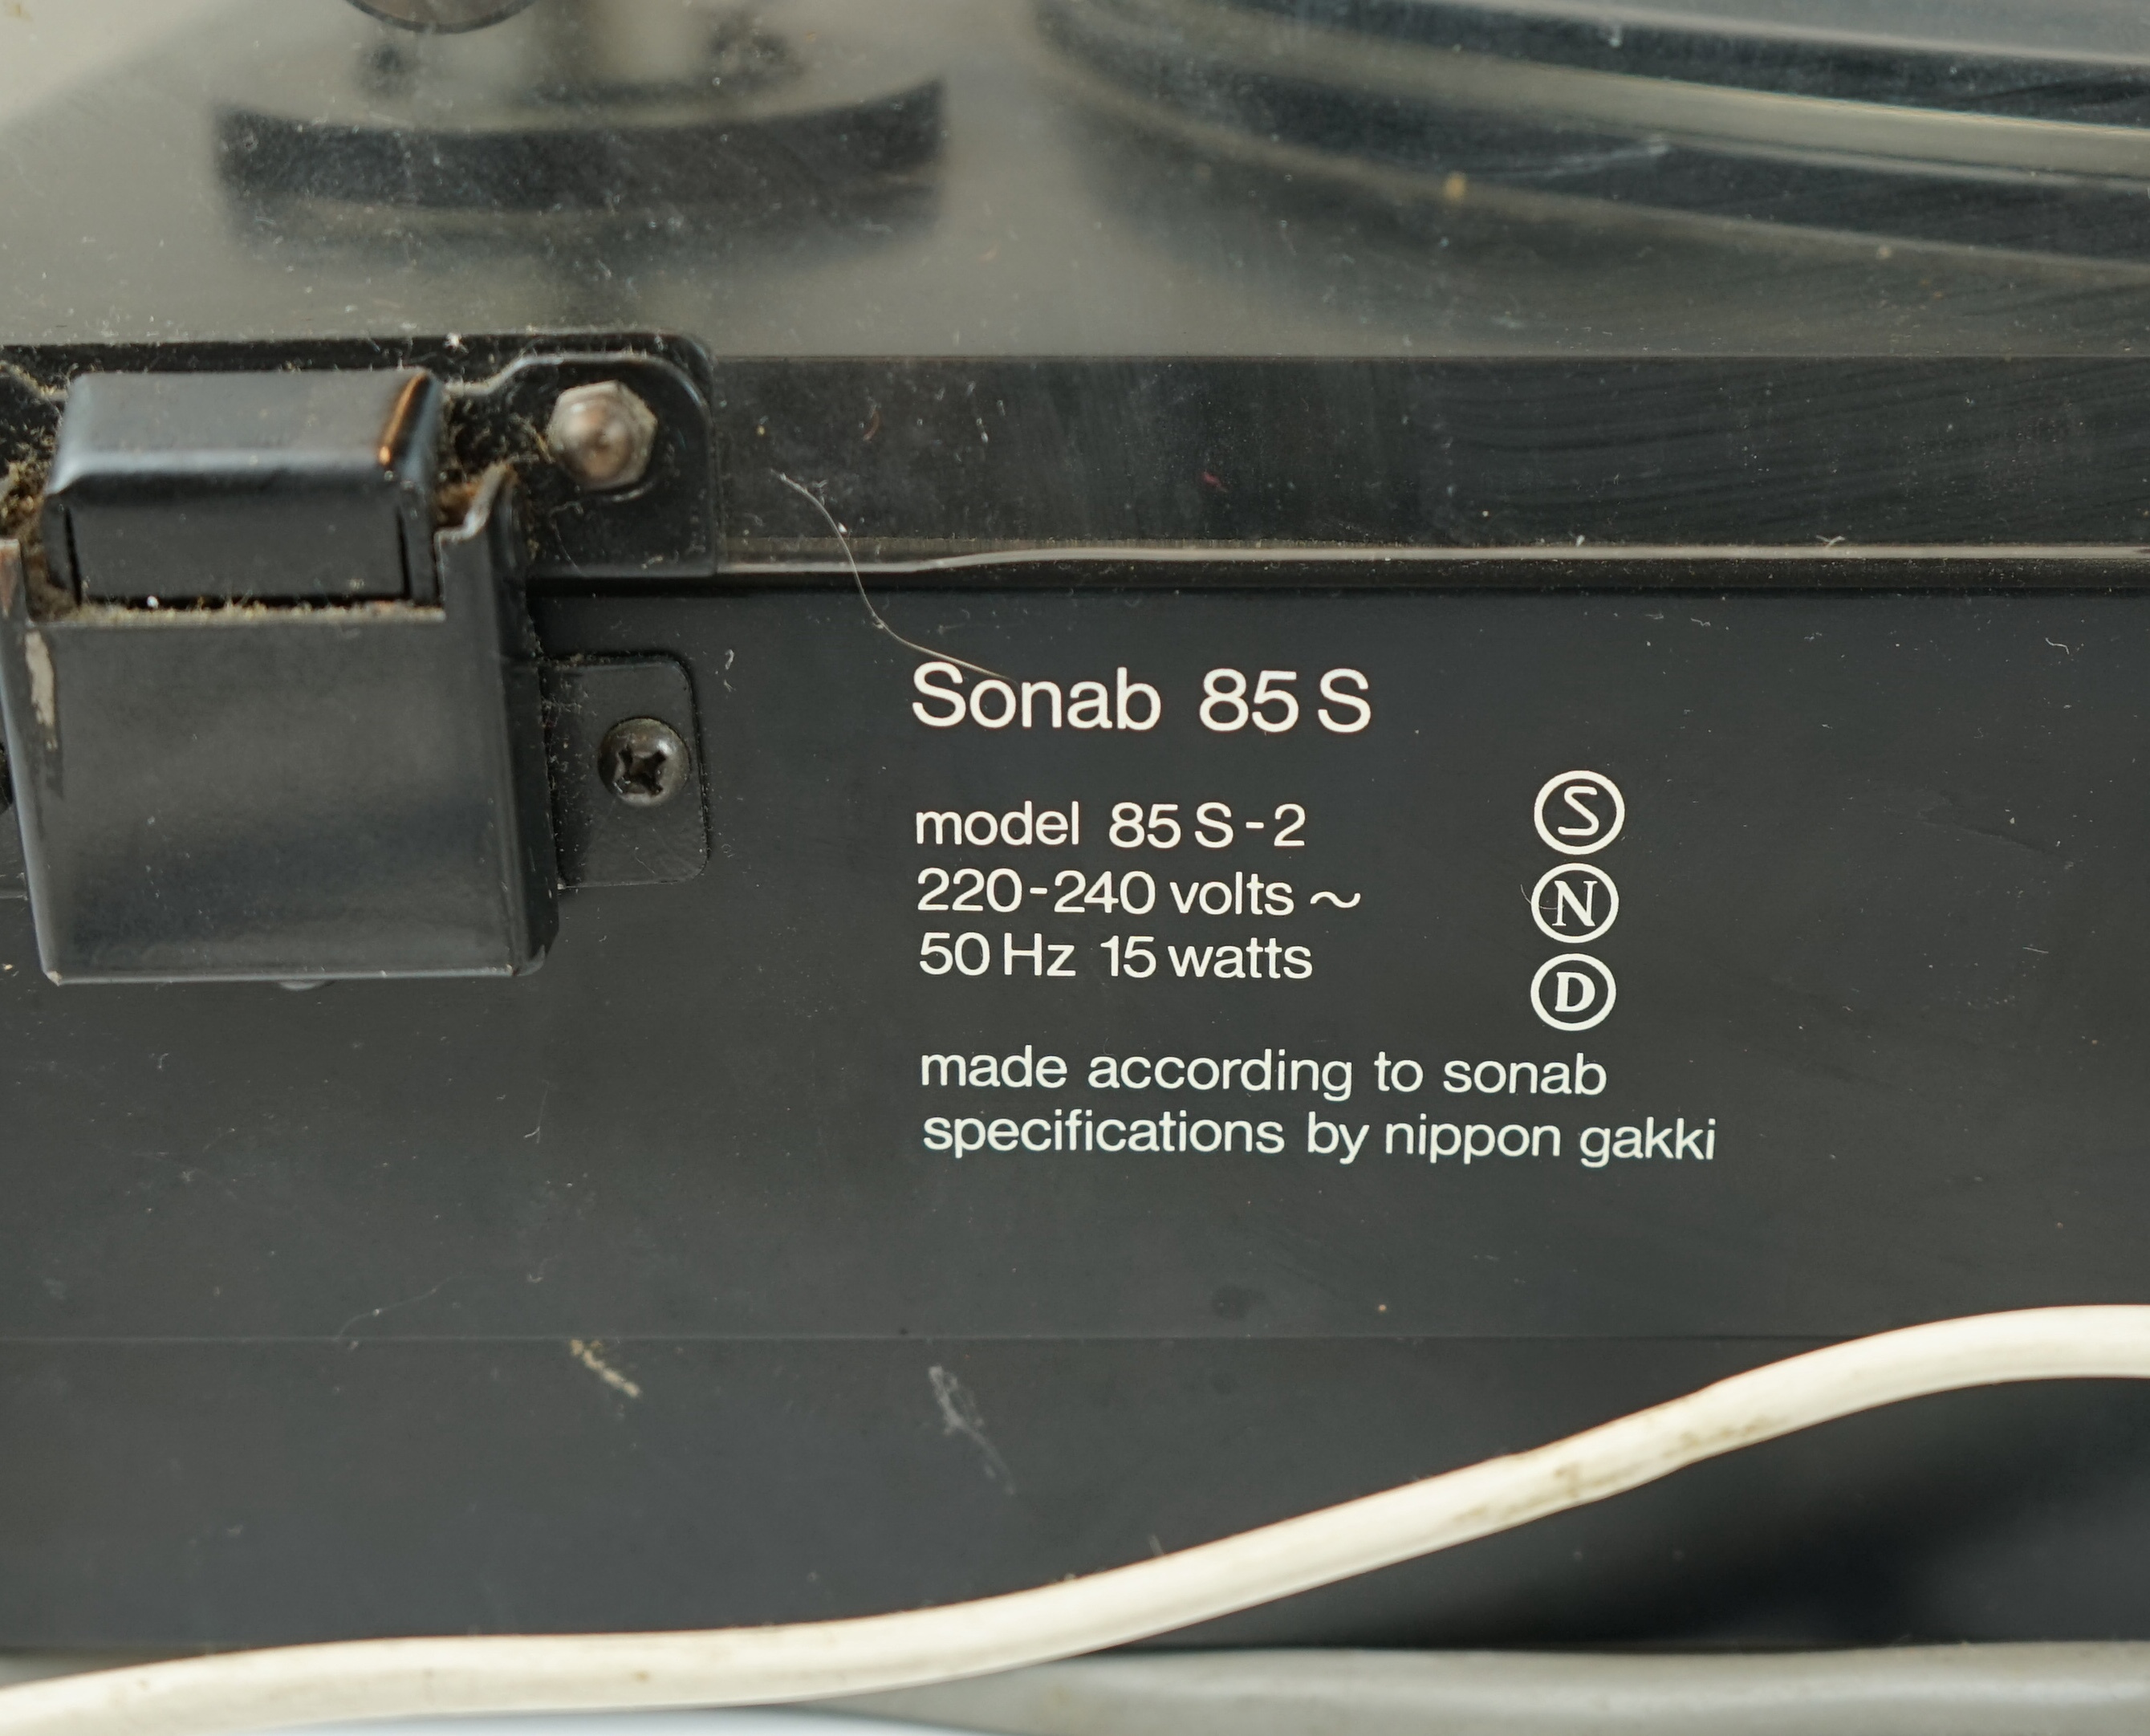 Sonab 85 S
model 85 S-2
220-240 volts ~
50 Hz 15 watts
S
N
D
made according to sonab
specifications by nippon gakki